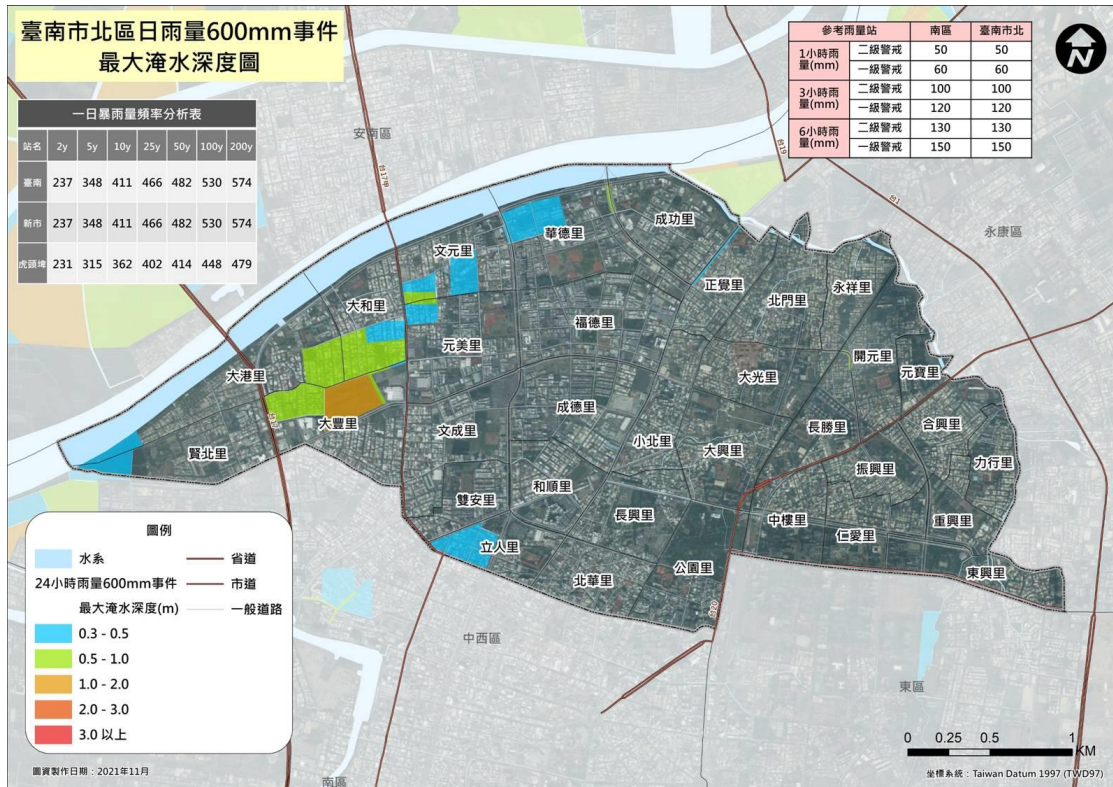 臺南市北區日雨量600mm事件
最大淹水深度圖
一日暴雨量頻率分析表
站名 2y 5y 10y 25y 50y 100y 200y
臺南 237 348 411 466 482 530 574
新市 237 348 411 466 482 530 574
虎頭埤 231 315 362 402 414 448 479
參考雨量站 南區 臺南市北
1小時雨量(mm) 二級警戒 50 50
一級警戒 60 60
3小時雨量(mm) 二級警戒 100 100
一級警戒 120 120
6小時雨量(mm) 二級警戒 130 130
一級警戒 150 150
N
安南區
台17甲
台19
台1
永康區
成功里
華德里
文元里
正覺里
北門里
永祥里
大和里
福德里
元美里
開元里
元寶里
大港里
大光里
成德里
大豐里
文成里
長勝里
合興里
台17
賢北里
小北里
大興里
振興里
力行里
雙安里
和順里
長興里
中樓里
仁愛里
重興里
立人里
北華里
公園里
東興里
台20
中西區
東區
南區
圖例
水系 省道
24小時雨量600mm事件 市道
最大淹水深度(m) 一般道路
0.3 - 0.5
0.5 - 1.0
1.0 - 2.0
2.0 - 3.0
3.0 以上
圖資製作日期：2021年11月
0 0.25 0.5 1
KM
坐標系統：Taiwan Datum 1997 (TWD97)